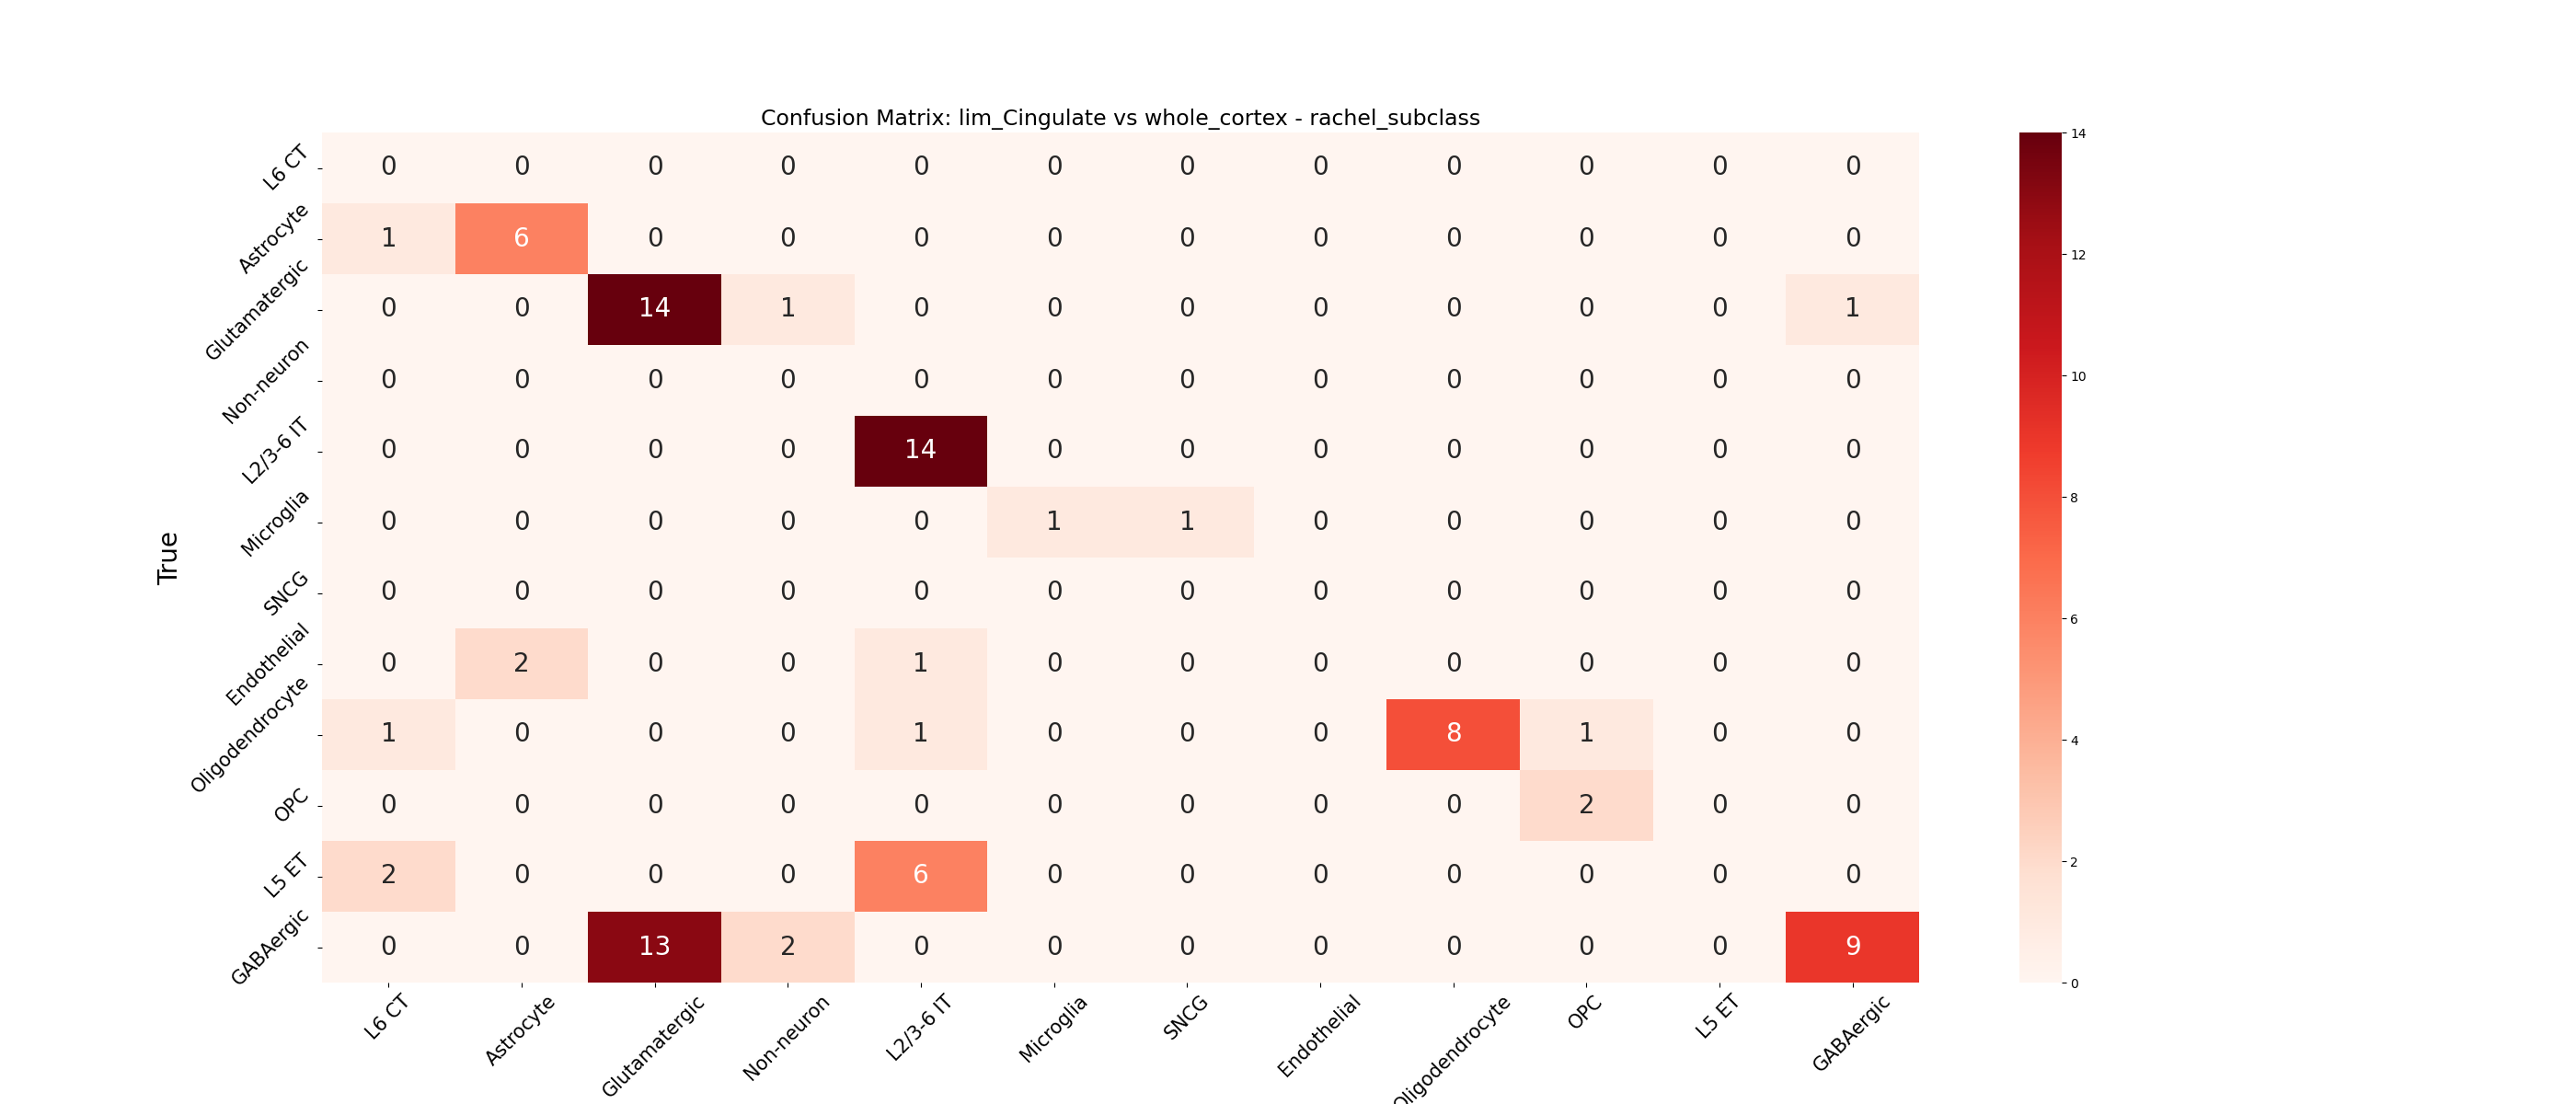 Confusion Matrix: lim_Cingulate vs whole_cortex - rachel_subclass
True
L6 CT 0 0 0 0 0 0 0 0 0 0 0 0
Astrocyte 1 6 0 0 0 0 0 0 0 0 0 0
Glutamatergic 0 0 14 1 0 0 0 0 0 0 0 1
Non-neuron 0 0 0 0 0 0 0 0 0 0 0 0
L2/3-6 IT 0 0 0 0 14 0 0 0 0 0 0 0
Microglia 0 0 0 0 0 1 1 0 0 0 0 0
SNCG 0 0 0 0 0 0 0 0 0 0 0 0
Endothelial 0 2 0 0 1 0 0 0 0 0 0 0
Oligodendrocyte 1 0 0 0 1 0 0 0 8 1 0 0
OPC 0 0 0 0 0 0 0 0 0 2 0 0
L5 ET 2 0 0 0 6 0 0 0 0 0 0 0
GABAergic 0 0 13 2 0 0 0 0 0 0 0 9
L6 CT Astrocyte Glutamatergic Non-neuron L2/3-6 IT Microglia SNCG Endothelial Oligodendrocyte OPC L5 ET GABAergic
14
12
10
8
6
4
2
0